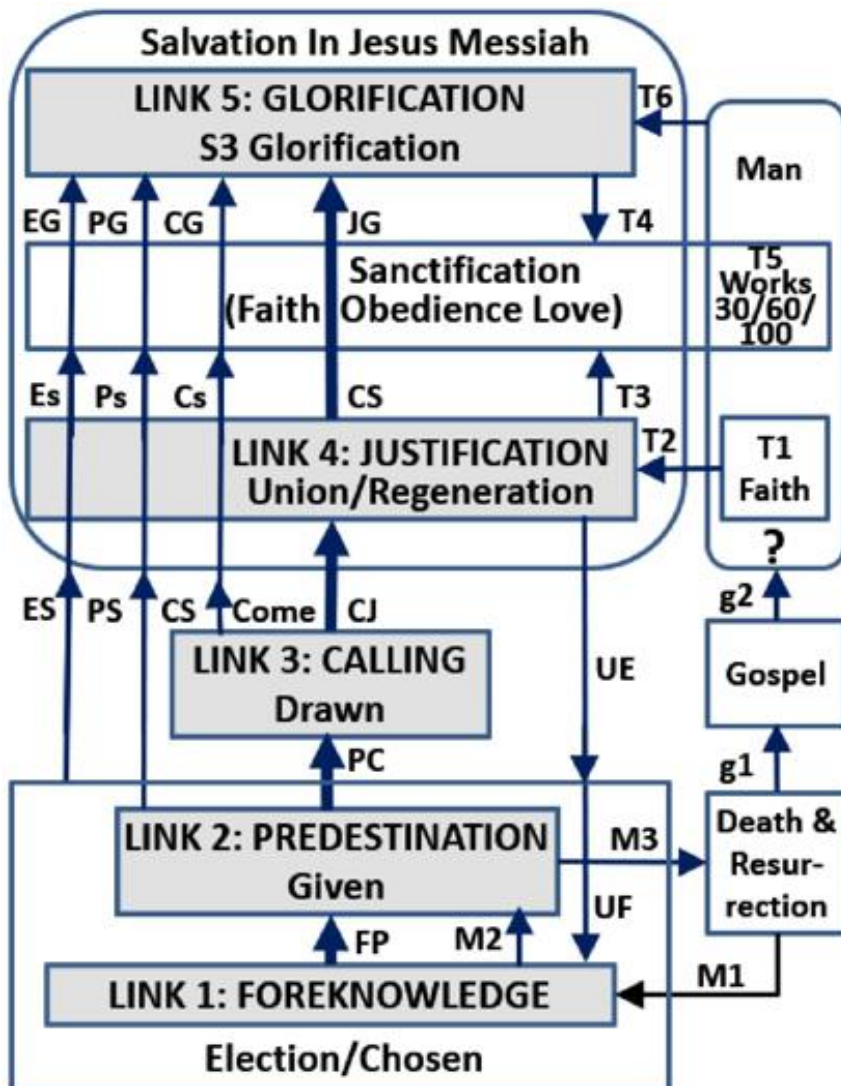 Salvation In Jesus Messiah
LINK 5: GLORIFICATION
S3 Glorification
T6
Man
EG PG CG JG T4
Sanctification
(Faith Obedience Love)
T5
Works
30/60/
100
Es Ps Cs CS T3
LINK 4: JUSTIFICATION
Union/Regeneration
T2
T1
Faith
?
ES PS CS Come CJ
g2
LINK 3: CALLING
Drawn
UE
Gospel
PC
g1
LINK 2: PREDESTINATION
Given
M3
Death &
Resur-
rection
FP M2 UF
M1
LINK 1: FOREKNOWLEDGE
Election/Chosen